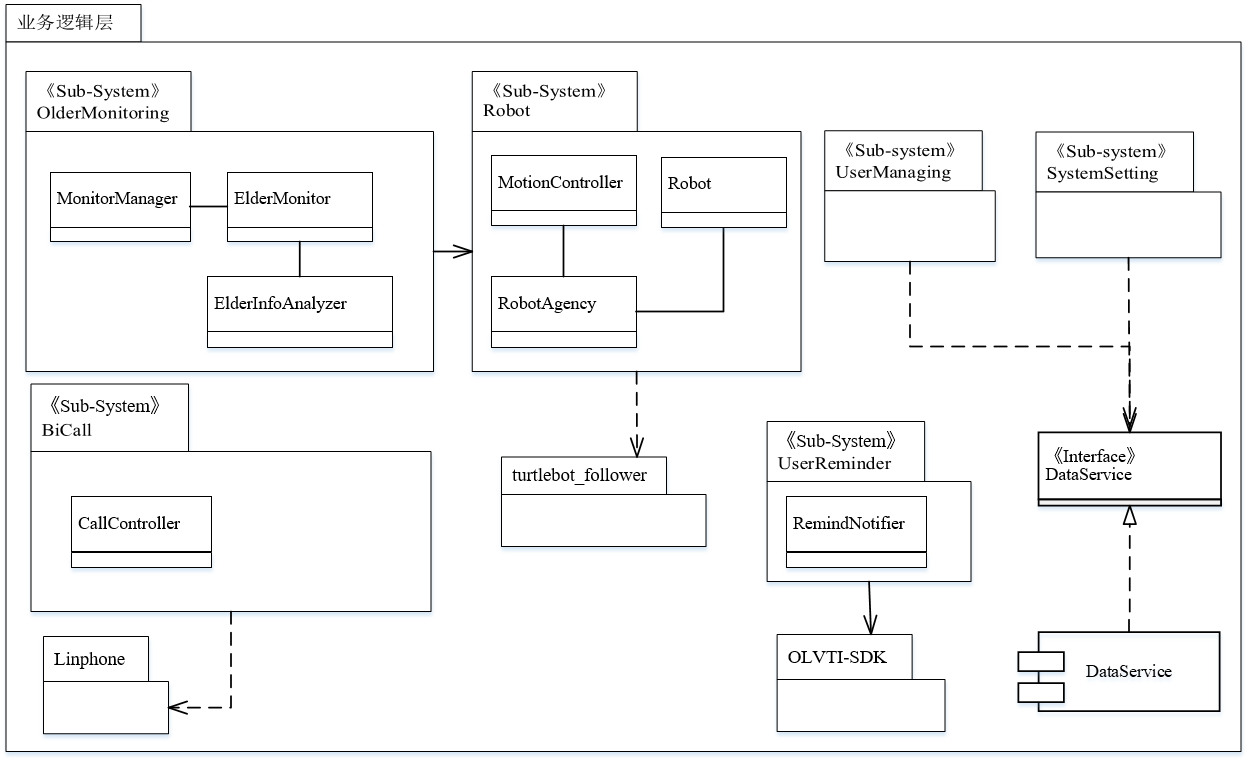 业务逻辑层
《Sub-System》
OlderMonitoring
MonitorManager
ElderMonitor
ElderInfoAnalyzer
《Sub-System》
Robot
MotionController
Robot
RobotAgency
《Sub-system》
UserManaging
《Sub-system》
SystemSetting
《Sub-System》
BiCall
CallController
turtlebot_follower
《Sub-System》
UserReminder
RemindNotifier
《Interface》
DataService
Linphone
OLVTI-SDK
DataService